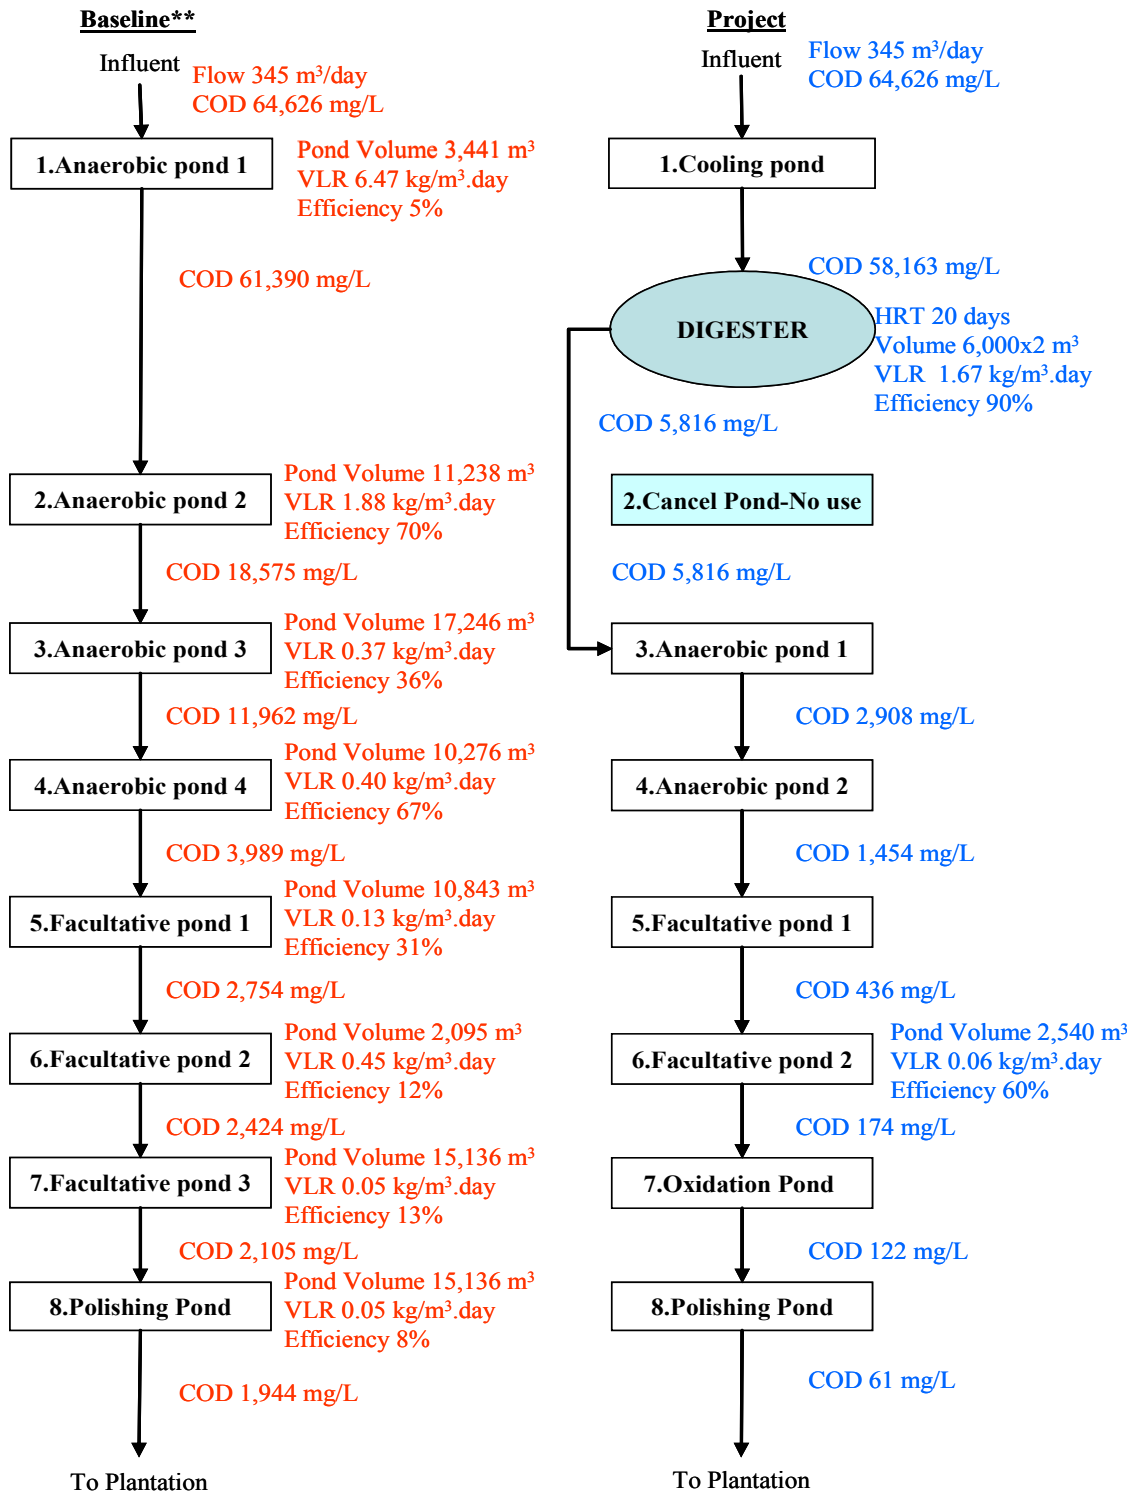 Baseline**
Influent
Flow 345 m³/day
COD 64,626 mg/L
1.Anaerobic pond 1
Pond Volume 3,441 m³
VLR 6.47 kg/m³.day
Efficiency 5%
COD 61,390 mg/L
2.Anaerobic pond 2
Pond Volume 11,238 m³
VLR 1.88 kg/m³.day
Efficiency 70%
COD 18,575 mg/L
3.Anaerobic pond 3
Pond Volume 17,246 m³
VLR 0.37 kg/m³.day
Efficiency 36%
COD 11,962 mg/L
4.Anaerobic pond 4
Pond Volume 10,276 m³
VLR 0.40 kg/m³.day
Efficiency 67%
COD 3,989 mg/L
5.Facultative pond 1
Pond Volume 10,843 m³
VLR 0.13 kg/m³.day
Efficiency 31%
COD 2,754 mg/L
6.Facultative pond 2
Pond Volume 2,095 m³
VLR 0.45 kg/m³.day
Efficiency 12%
COD 2,424 mg/L
7.Facultative pond 3
Pond Volume 15,136 m³
VLR 0.05 kg/m³.day
Efficiency 13%
COD 2,105 mg/L
8.Polishing Pond
Pond Volume 15,136 m³
VLR 0.05 kg/m³.day
Efficiency 8%
COD 1,944 mg/L
To Plantation
Project
Influent
Flow 345 m³/day
COD 64,626 mg/L
1.Cooling pond
COD 58,163 mg/L
DIGESTER
HRT 20 days
Volume 6,000x2 m³
VLR 1.67 kg/m³.day
Efficiency 90%
COD 5,816 mg/L
2.Cancel Pond-No use
COD 5,816 mg/L
3.Anaerobic pond 1
COD 2,908 mg/L
4.Anaerobic pond 2
COD 1,454 mg/L
5.Facultative pond 1
COD 436 mg/L
6.Facultative pond 2
Pond Volume 2,540 m³
VLR 0.06 kg/m³.day
Efficiency 60%
COD 174 mg/L
7.Oxidation Pond
COD 122 mg/L
8.Polishing Pond
COD 61 mg/L
To Plantation